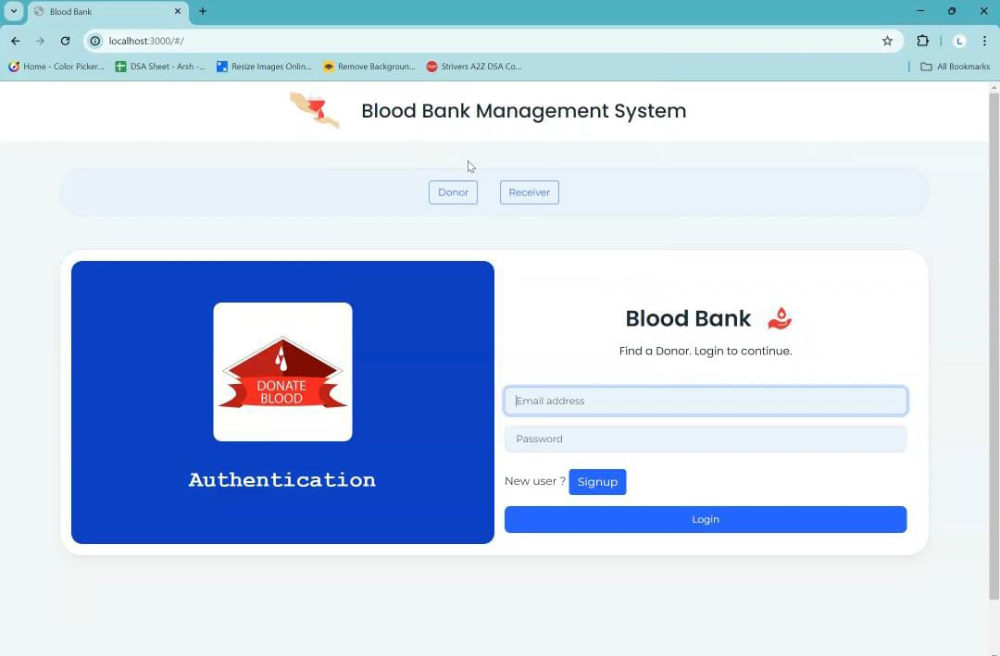 Blood Bank
localhost:3000/#/
L
Home - Color Picker...
DSA Sheet - Arsh -...
Resize Images Onlin...
Remove Backgroun...
Strivers A2Z DSA Co...
All Bookmarks
Blood Bank Management System
Donor
Receiver
DONATE
BLOOD
Authentication
Blood Bank
Find a Donor. Login to continue.
Email address
Password
New user ? Signup
Login